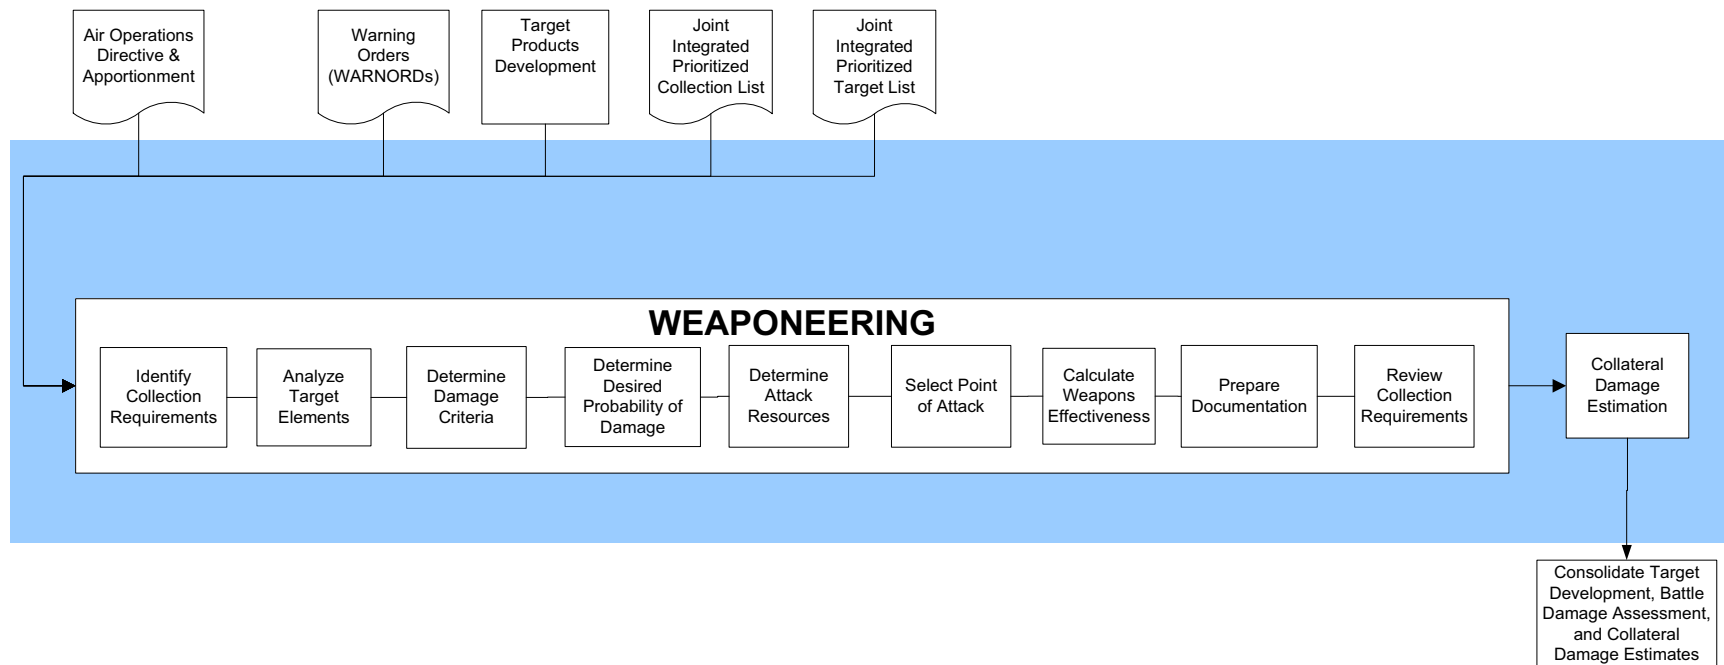 Air Operations
Directive &
Apportionment
Warning
Orders
(WARNORDs)
Target
Products
Development
Joint
Integrated
Prioritized
Collection List
Joint
Integrated
Prioritized
Target List
WEAPONEERING
Identify
Collection
Requirements
Analyze
Target
Elements
Determine
Damage
Criteria
Determine
Desired
Probability of
Damage
Determine
Attack
Resources
Select Point
of Attack
Calculate
Weapons
Effectiveness
Prepare
Documentation
Review
Collection
Requirements
Collateral
Damage
Estimation
Consolidate Target
Development, Battle
Damage Assessment,
and Collateral
Damage Estimates